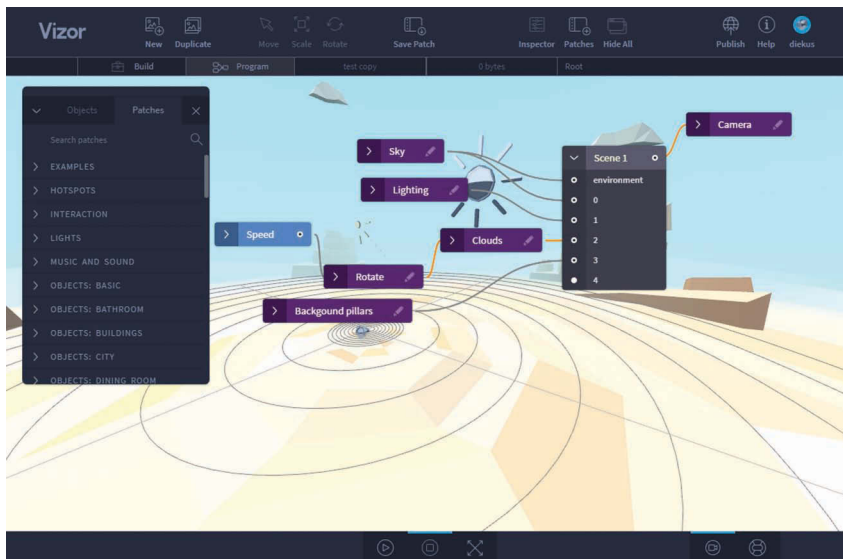 Vizor
New
Duplicate
Move
Scale
Rotate
Save Patch
Inspector
Patches
Hide All
Publish
Help
diekus
Build
Program
test copy
0 bytes
Root
Objects
Patches
Search patches
EXAMPLES
HOTSPOTS
INTERACTION
LIGHTS
MUSIC AND SOUND
OBJECTS: BASIC
OBJECTS: BATHROOM
OBJECTS: BUILDINGS
OBJECTS: CITY
OBJECTS: DINING ROOM
Speed
Sky
Lighting
Rotate
Clouds
Backgound pillars
Scene 1
environment
0
1
2
3
4
Camera